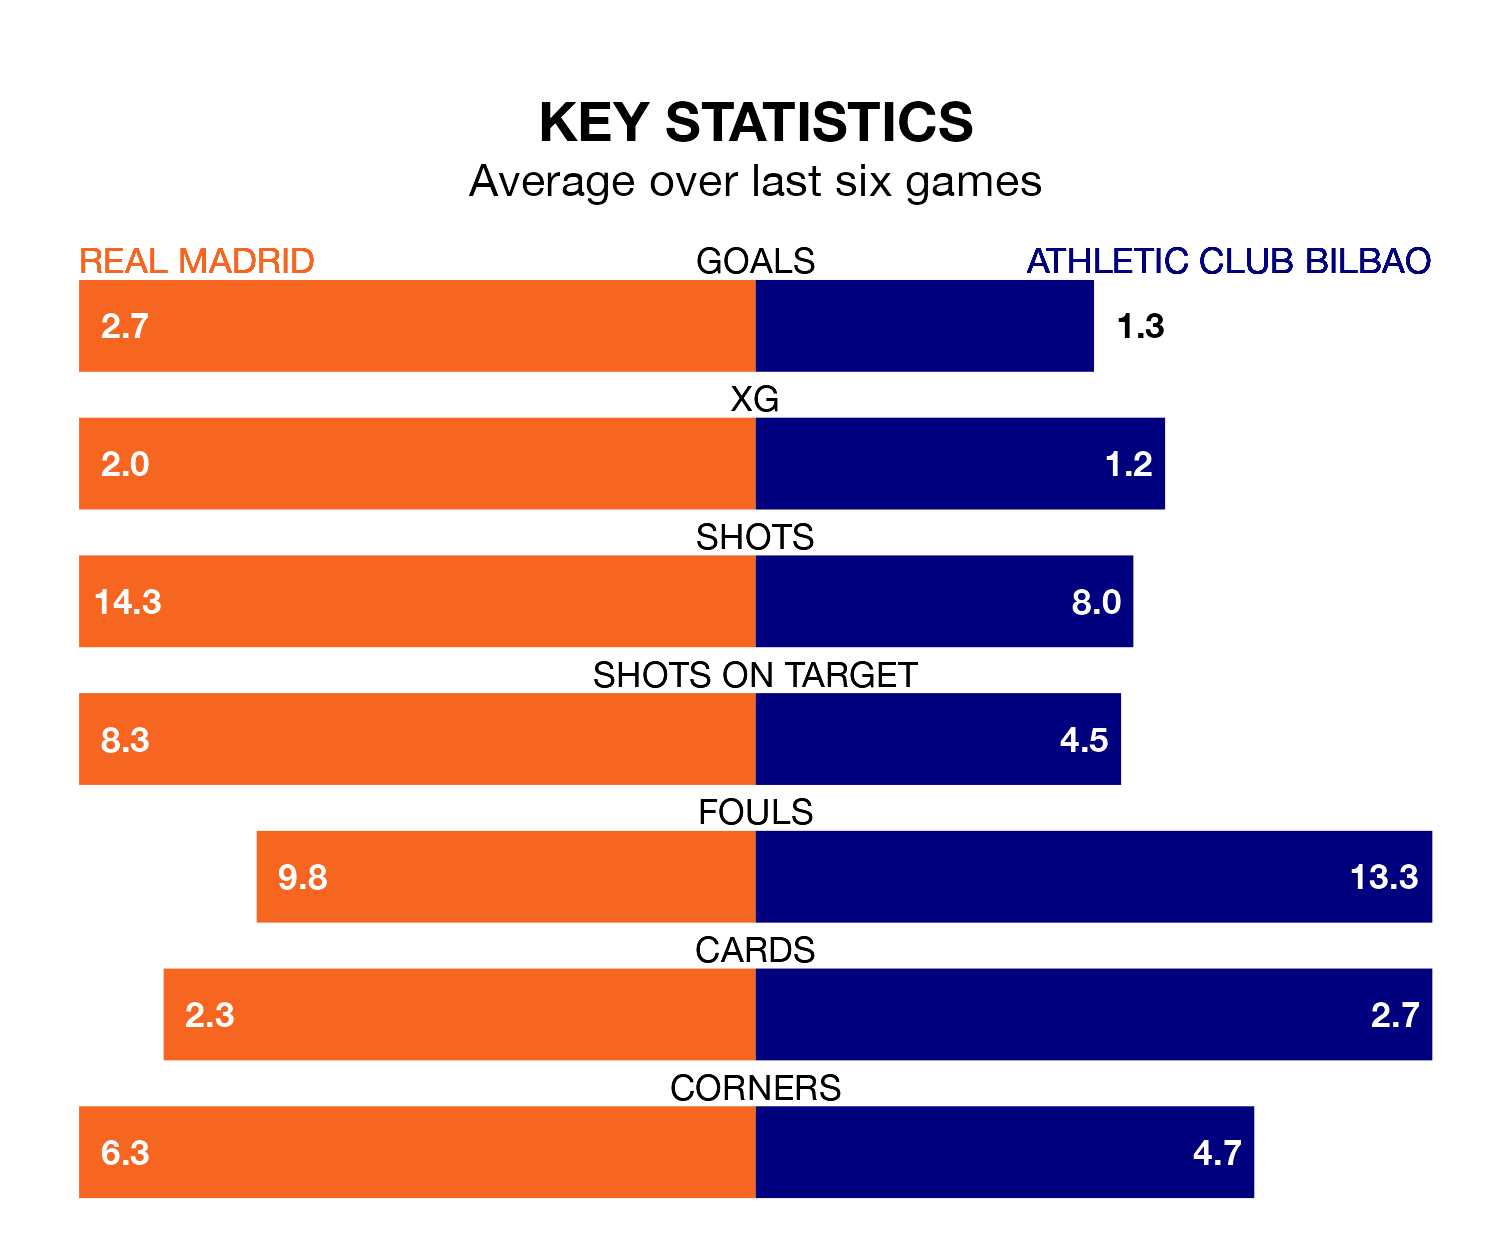 KEY STATISTICS
Average over last six games
REAL MADRID GOALS ATHLETIC CLUB BILBAO
2.7 1.3
XG
2.0 1.2
SHOTS
14.3 8.0
SHOTS ON TARGET
8.3 4.5
FOULS
9.8 13.3
CARDS
2.3 2.7
CORNERS
6.3 4.7